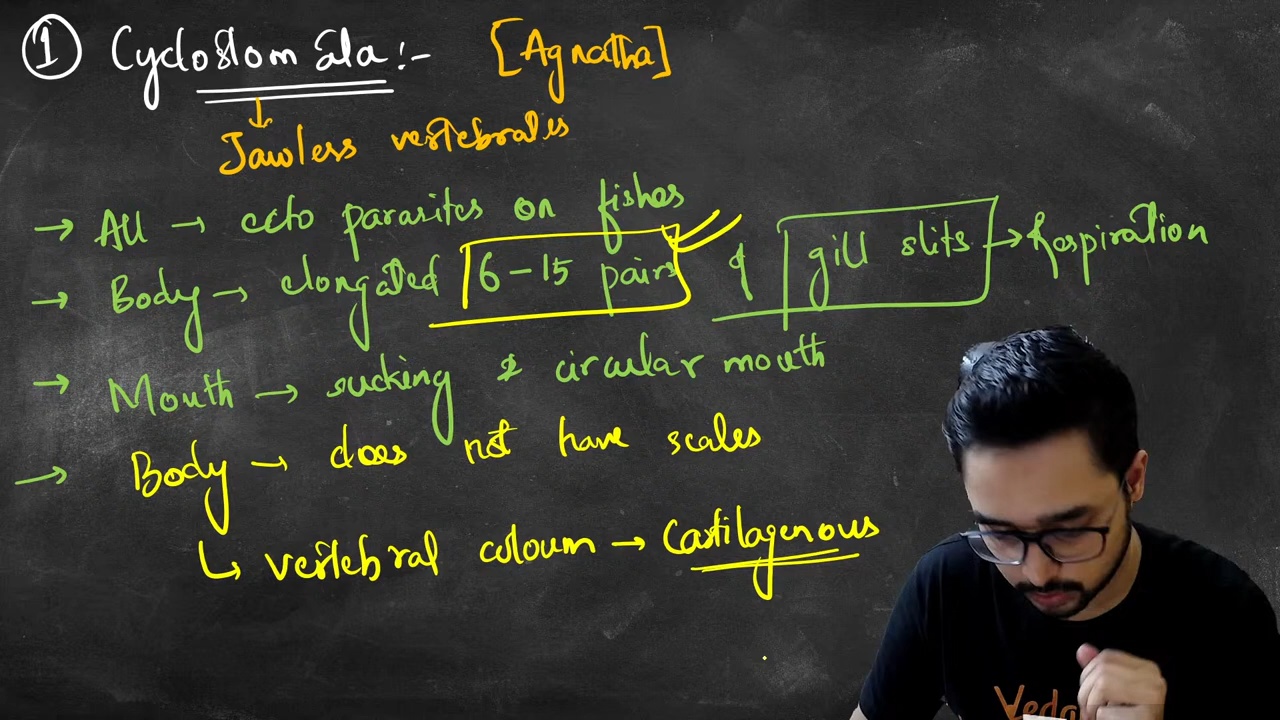 ① Cyclostomata :- [Agnatha]
↓
Jawless vertebrates
→ All → ecto parasites on fishes
→ Body → elongated 6-15 pairs of gill slits → Respiration
→ Mouth → sucking & circular mouth
→ Body → does not have scales
↳ vertebral coloum → Cartilagenous
Veda